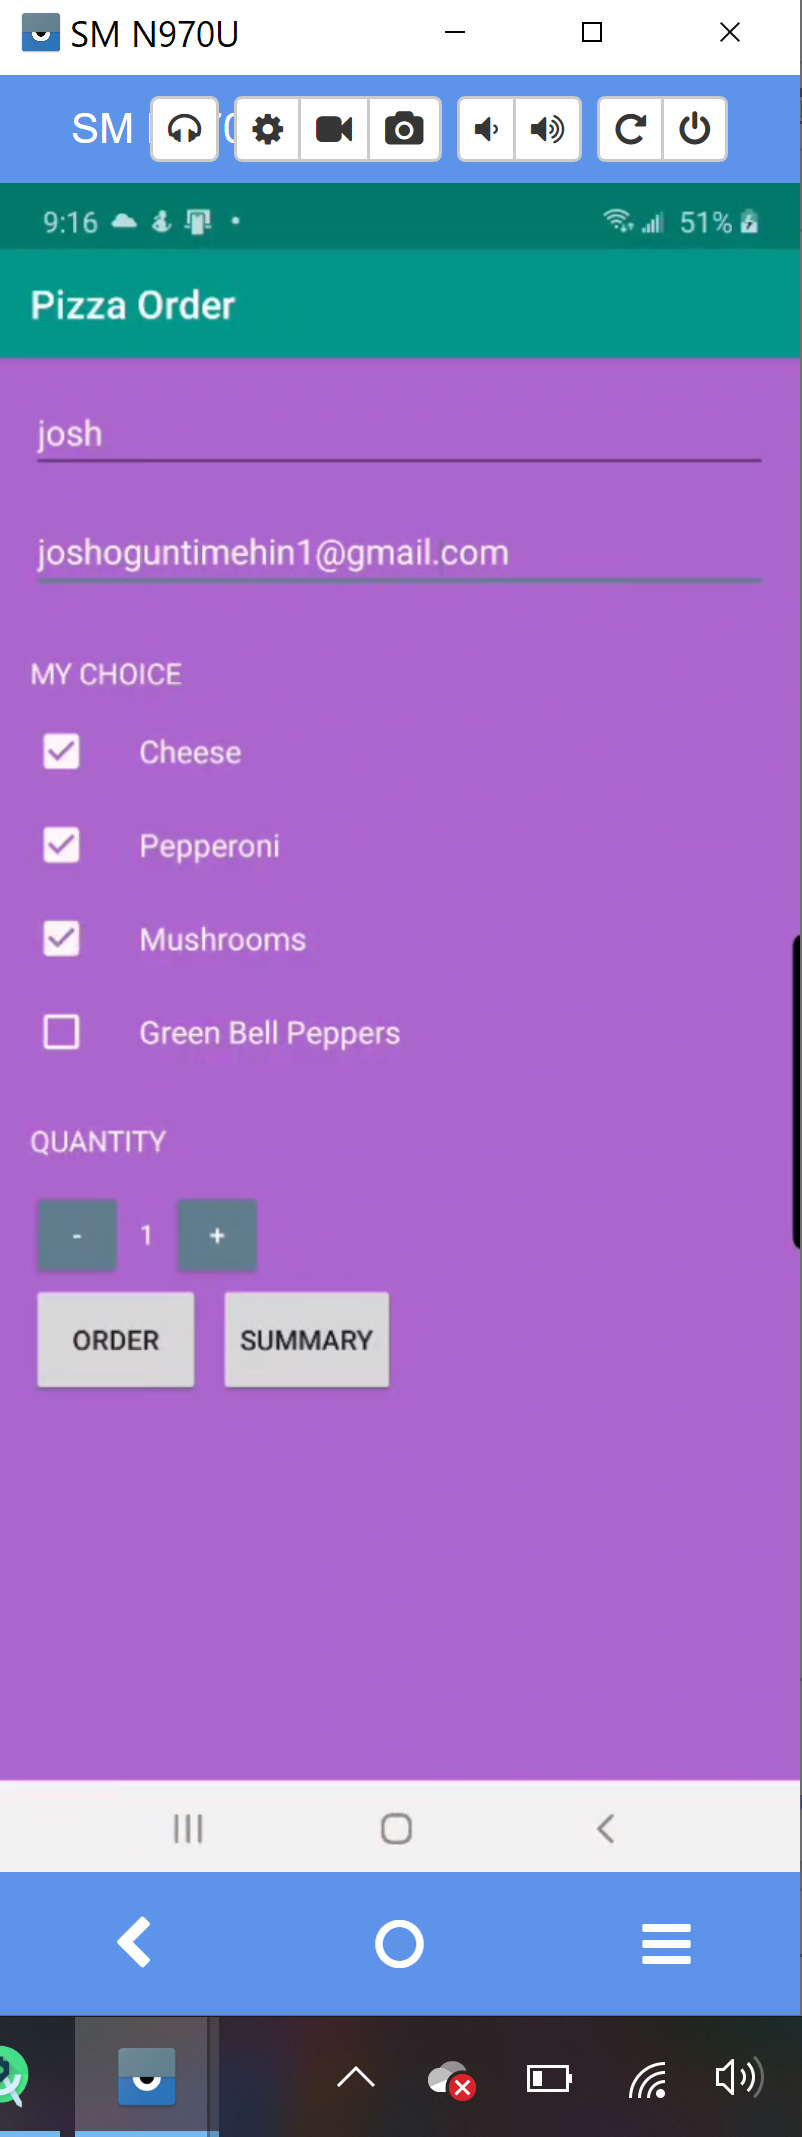 SM N970U
SM
9:16
51%
Pizza Order
josh
joshoguntimehin1@gmail.com
MY CHOICE
Cheese
Pepperoni
Mushrooms
Green Bell Peppers
QUANTITY
- 1 +
ORDER SUMMARY